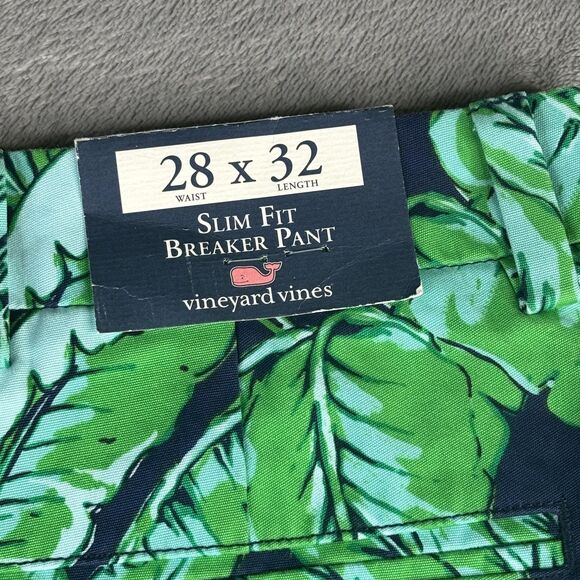 28 x 32
WAIST LENGTH
SLIM FIT
BREAKER PANT
vineyard vines